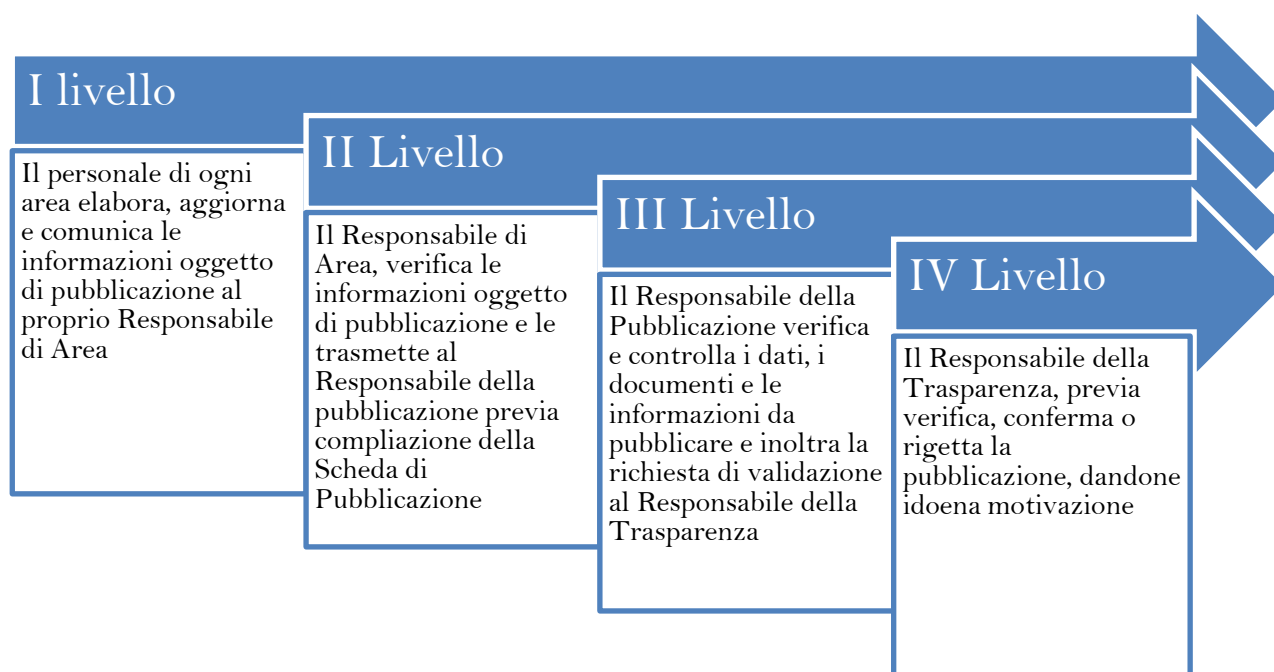 I livello
Il personale di ogni
area elabora, aggiorna
e comunica le
informazioni oggetto
di pubblicazione al
proprio Responsabile
di Area
II Livello
Il Responsabile di
Area, verifica le
informazioni oggetto
di pubblicazione e le
trasmette al
Responsabile della
pubblicazione previa
compliazione della
Scheda di
Pubblicazione
III Livello
Il Responsabile della
Pubblicazione verifica
e controlla i dati, i
documenti e le
informazioni da
pubblicare e inoltra la
richiesta di validazione
al Responsabile della
Trasparenza
IV Livello
Il Responsabile della
Trasparenza, previa
verifica, conferma o
rigetta la
pubblicazione, dandone
idoena motivazione